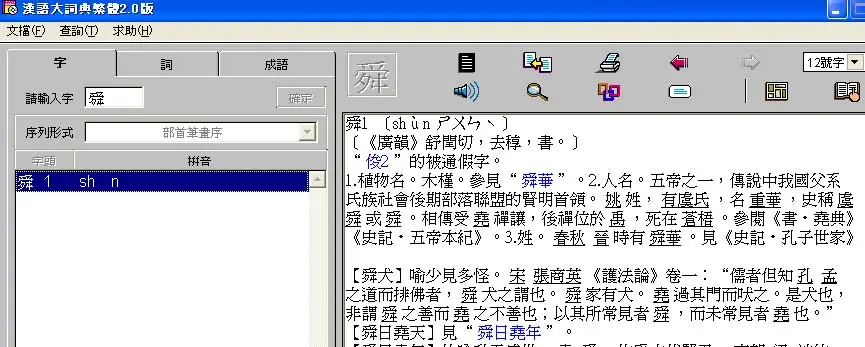 漢語大詞典繁體2.0版
文檔(F) 查詢(T) 求助(H)
字 詞 成語
請輸入字 舜 確定
序列形式 部首筆畫序
字頭 拼音
舜 1 sh n
舜
12號字
舜1 〔shùn ㄕㄨㄣˋ〕
〔《廣韻》舒閏切，去稕，書。〕
“俊2”的被通假字。
1.植物名。木槿。參見“舜華”。2.人名。五帝之一，傳說中我國父系
氏族社會後期部落聯盟的賢明首領。姚姓，有虞氏，名重華，史稱虞
舜或舜。相傳受堯禪讓，後禪位於禹，死在蒼梧。參閱《書·堯典》
《史記·五帝本紀》。3.姓。春秋 晉時有舜華。見《史記·孔子世家》
【舜犬】喻少見多怪。宋 張商英《護法論》卷一：“儒者但知孔 孟
之道而排佛者，舜犬之謂也。舜家有犬。堯過其門而吠之。是犬也，
非謂舜之善而堯之不善也；以其所常見者舜，而未常見者堯也。”
【舜日堯天】見“舜日堯年”。